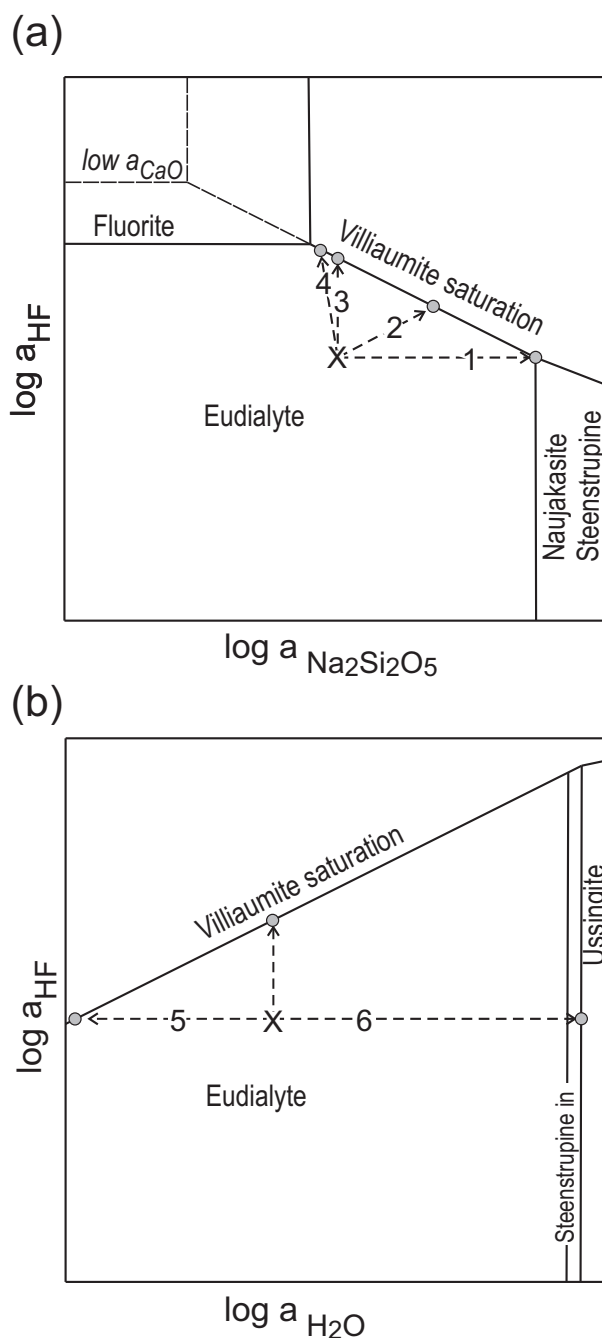 (a)
low aCaO
Fluorite
Villiaumite saturation
4
3
2
X
1
Eudialyte
Naujakasite
Steenstrupine
log aHF
log a Na2Si2O5
(b)
Villiaumite saturation
Ussingite
5
X
6
Eudialyte
Steenstrupine in
log aHF
log a H2O